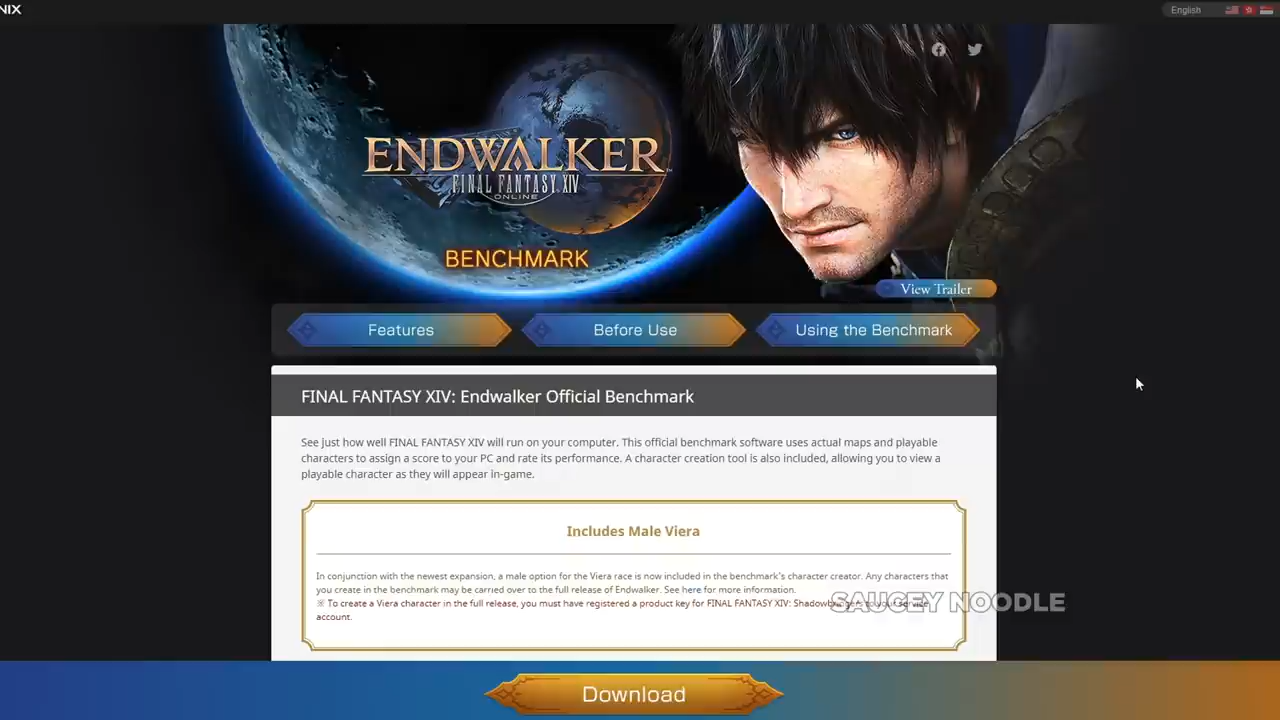 NIX
English
ENDWALKER
FINAL FANTASY XIV
ONLINE
BENCHMARK
View Trailer
Features
Before Use
Using the Benchmark
FINAL FANTASY XIV: Endwalker Official Benchmark
See just how well FINAL FANTASY XIV will run on your computer. This official benchmark software uses actual maps and playable
characters to assign a score to your PC and rate its performance. A character creation tool is also included, allowing you to view a
playable character as they will appear in-game.
Includes Male Viera
In conjunction with the newest expansion, a male option for the Viera race is now included in the benchmark's character creator. Any characters that
you create in the benchmark may be carried over to the full release of Endwalker. See here for more information.
※ To create a Viera character in the full release, you must have registered a product key for FINAL FANTASY XIV: Shadowbringers to your service
account.
SAUCEY NOODLE
Download